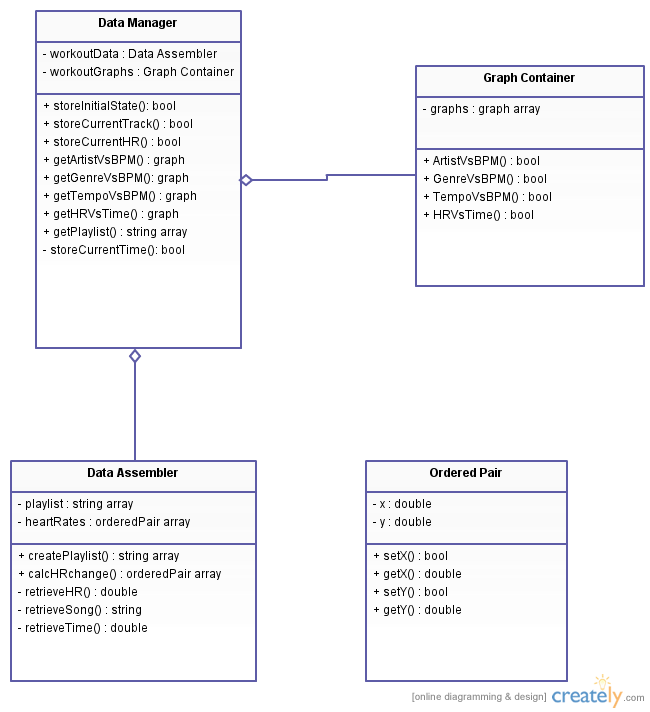 Data Manager
- workoutData : Data Assembler
- workoutGraphs : Graph Container
+ storeInitialState(): bool
+ storeCurrentTrack() : bool
+ storeCurrentHR() : bool
+ getArtistVsBPM() : graph
+ getGenreVsBPM(): graph
+ getTempoVsBPM() : graph
+ getHRVsTime() : graph
+ getPlaylist() : string array
- storeCurrentTime(): bool
Graph Container
- graphs : graph array
+ ArtistVsBPM() : bool
+ GenreVsBPM() : bool
+ TempoVsBPM() : bool
+ HRVsTime() : bool
Data Assembler
- playlist : string array
- heartRates : orderedPair array
+ createPlaylist() : string array
+ calcHRchange() : orderedPair array
- retrieveHR() : double
- retrieveSong() : string
- retrieveTime() : double
Ordered Pair
- x : double
- y : double
+ setX() : bool
+ getX() : double
+ setY() : bool
+ getY() : double
[online diagramming & design] creately.com